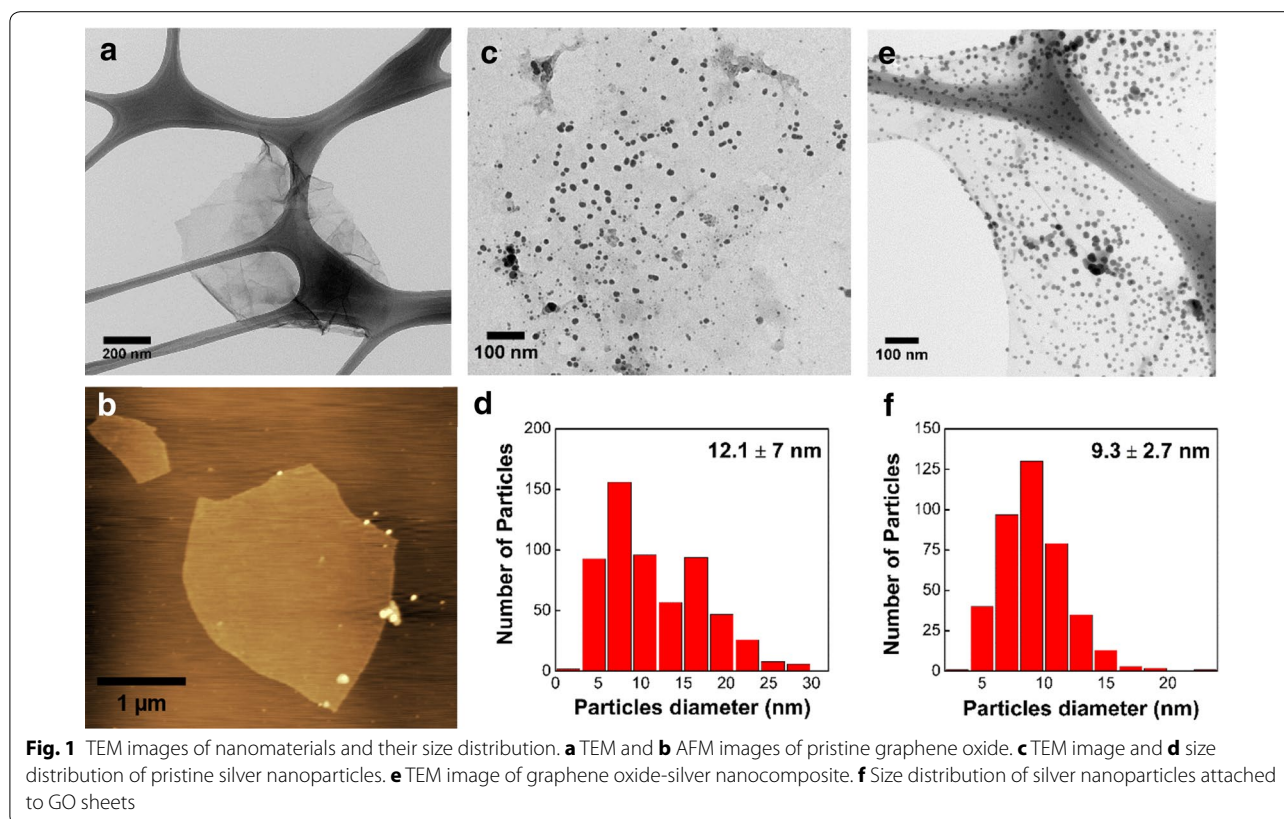 a
200 nm
b
1 µm
c
100 nm
d
200
150
100
50
0
Number of Particles
12.1 ± 7 nm
0 5 10 15 20 25 30
Particles diameter (nm)
e
100 nm
f
150
125
100
75
50
25
0
Number of Particles
9.3 ± 2.7 nm
5 10 15 20
Particles diameter (nm)
Fig. 1 TEM images of nanomaterials and their size distribution. a TEM and b AFM images of pristine graphene oxide. c TEM image and d size
distribution of pristine silver nanoparticles. e TEM image of graphene oxide-silver nanocomposite. f Size distribution of silver nanoparticles attached
to GO sheets